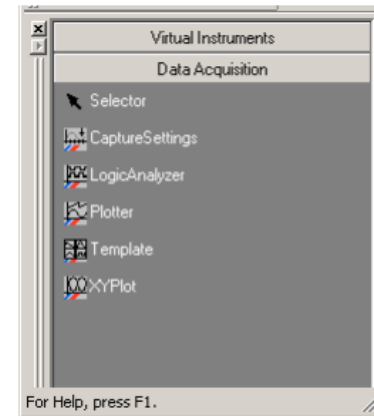 Virtual Instruments
Data Acquisition
Selector
CaptureSettings
LogicAnalyzer
Plotter
Template
XYPlot
For Help, press F1.